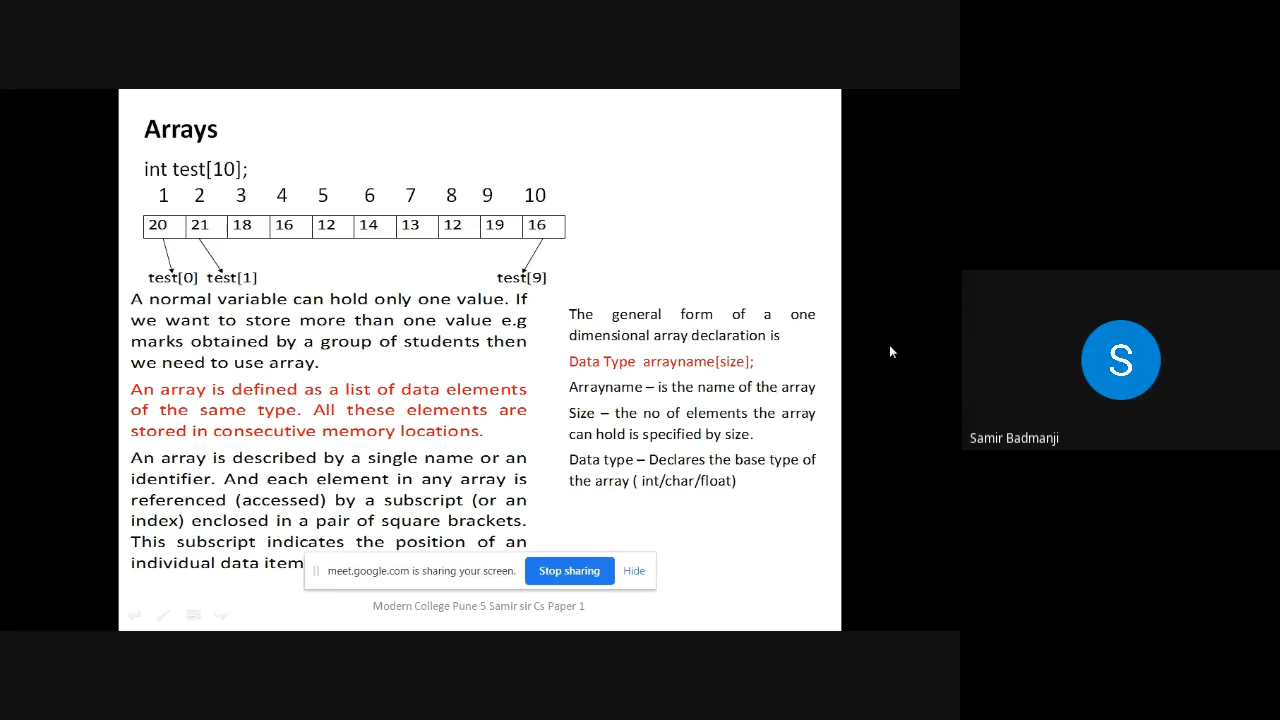 Arrays
int test[10];
1 2 3 4 5 6 7 8 9 10
20 21 18 16 12 14 13 12 19 16
test[0] test[1] test[9]
A normal variable can hold only one value. If
we want to store more than one value e.g
marks obtained by a group of students then
we need to use array.
An array is defined as a list of data elements
of the same type. All these elements are
stored in consecutive memory locations.
An array is described by a single name or an
identifier. And each element in any array is
referenced (accessed) by a subscript (or an
index) enclosed in a pair of square brackets.
This subscript indicates the position of an
individual data item
The general form of a one
dimensional array declaration is
Data Type arrayname[size];
Arrayname – is the name of the array
Size – the no of elements the array
can hold is specified by size.
Data type – Declares the base type of
the array ( int/char/float)
meet.google.com is sharing your screen.
Stop sharing
Hide
Modern College Pune 5 Samir sir Cs Paper 1
S
Samir Badmanji